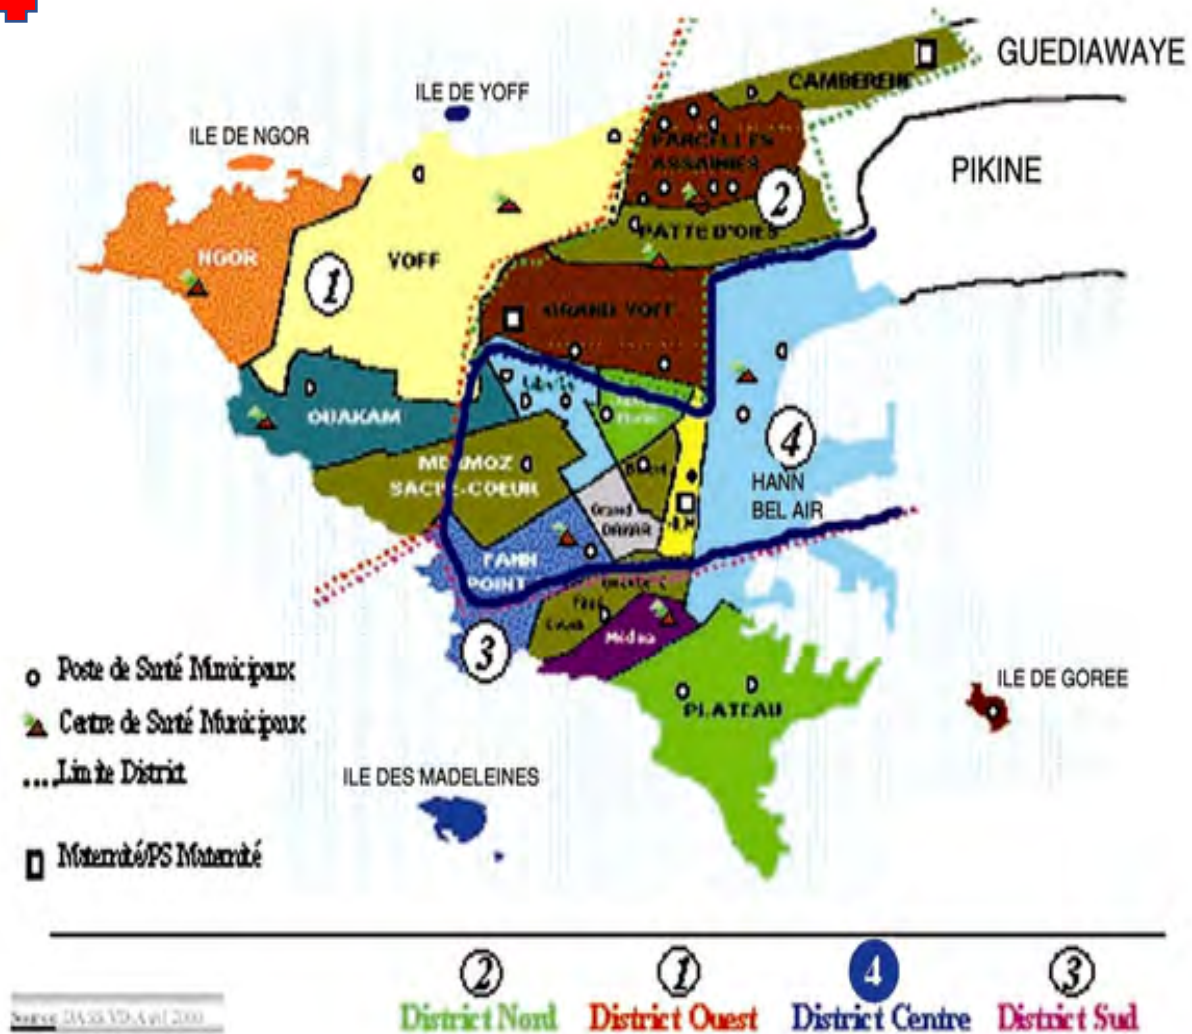 GUEDIAWAYE
CAMBERENE
ILE DE YOFF
ILE DE NGOR
PARCELLES
ASSAINIES
PIKINE
2
PATTE D'OIES
NGOR
YOFF
1
GRAND YOFF
OUAKAM
4
MERMOZ
SACRE-COEUR
HANN
BEL AIR
Grand
DAKAR
FANN
POINT
3
Médina
Poste de Santé Municipaux
ILE DE GOREE
PLATEAU
Centre de Santé Municipaux
Limite District
ILE DES MADELEINES
Maternité/PS Maternité
2 1 4 3
District Nord District Ouest District Centre District Sud